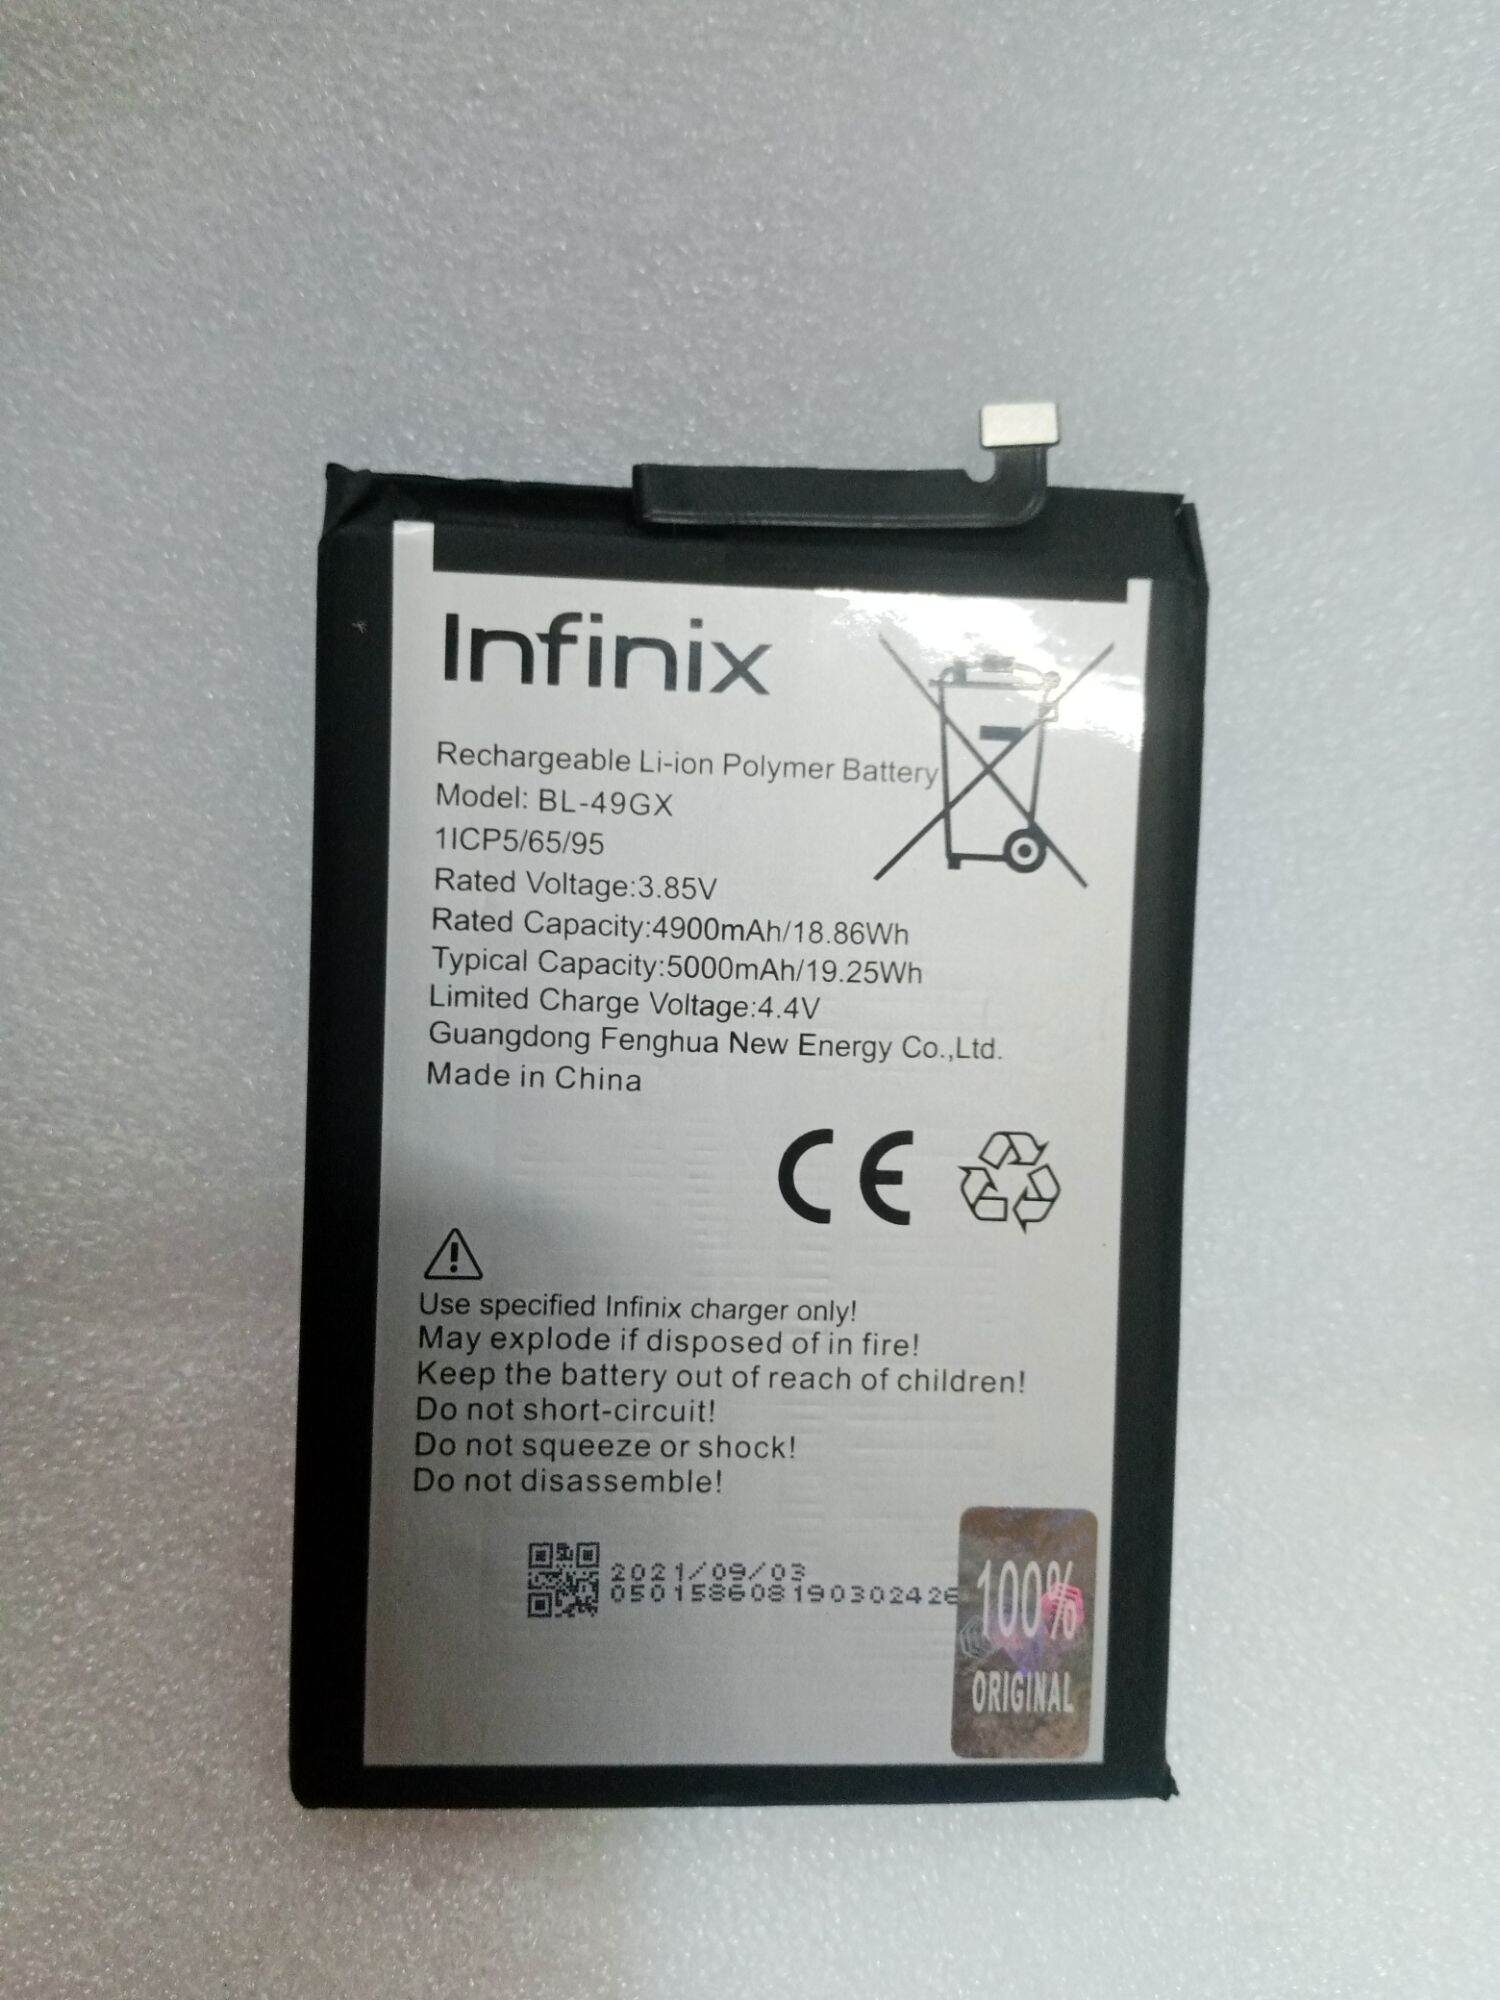 Infinix
Rechargeable Li-ion Polymer Battery
Model: BL-49GX
1ICP5/65/95
Rated Voltage:3.85V
Rated Capacity:4900mAh/18.86Wh
Typical Capacity:5000mAh/19.25Wh
Limited Charge Voltage:4.4V
Guangdong Fenghua New Energy Co.,Ltd.
Made in China
CE
Use specified Infinix charger only!
May explode if disposed of in fire!
Keep the battery out of reach of children!
Do not short-circuit!
Do not squeeze or shock!
Do not disassemble!
2021/09/03
050158608190302426
100%
ORIGINAL